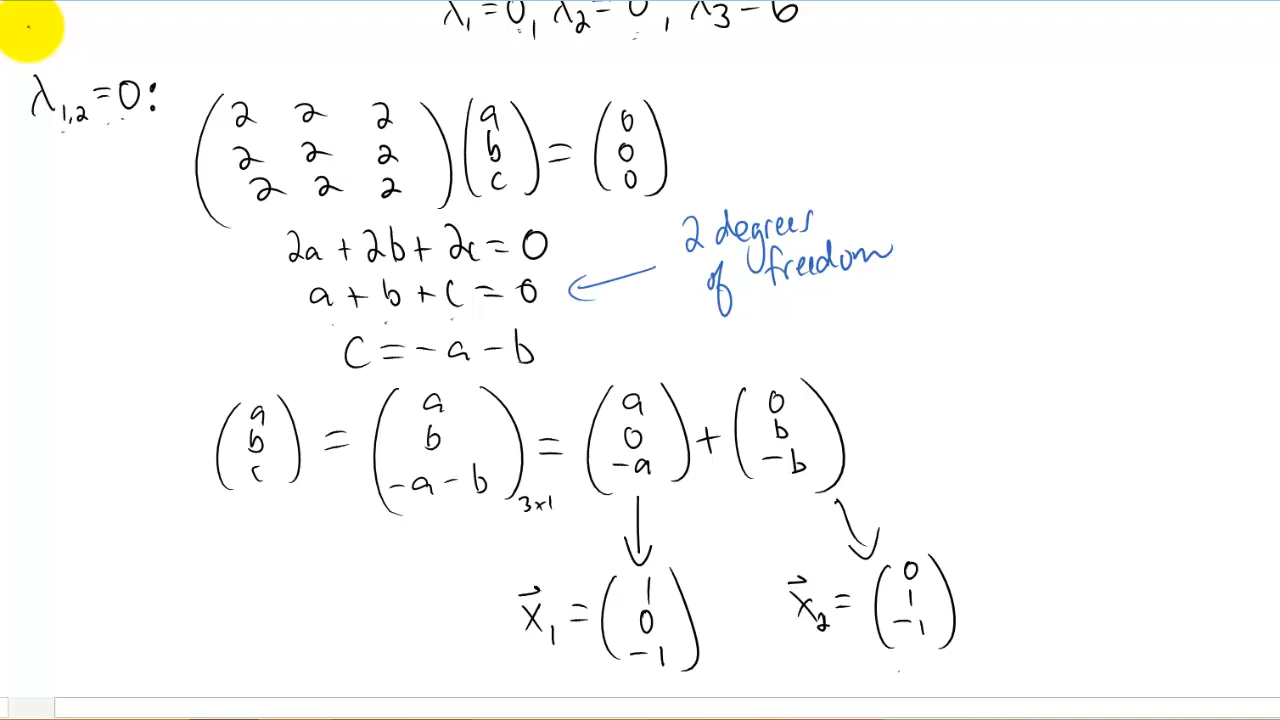 λ₁ = 0, λ₂ = 0, λ₃ = 6
λ₁,₂ = 0:
( 2 2 2 ; 2 2 2 ; 2 2 2 ) ( a ; b ; c ) = ( 0 ; 0 ; 0 )
2a + 2b + 2c = 0
2 degrees
of freedom
a + b + c = 0 ←
c = -a - b
( a ; b ; c ) = ( a ; b ; -a - b )₃ₓ₁ = ( a ; 0 ; -a ) + ( 0 ; b ; -b )
x⃗₁ = ( 1 ; 0 ; -1 ) x⃗₂ = ( 0 ; 1 ; -1 )